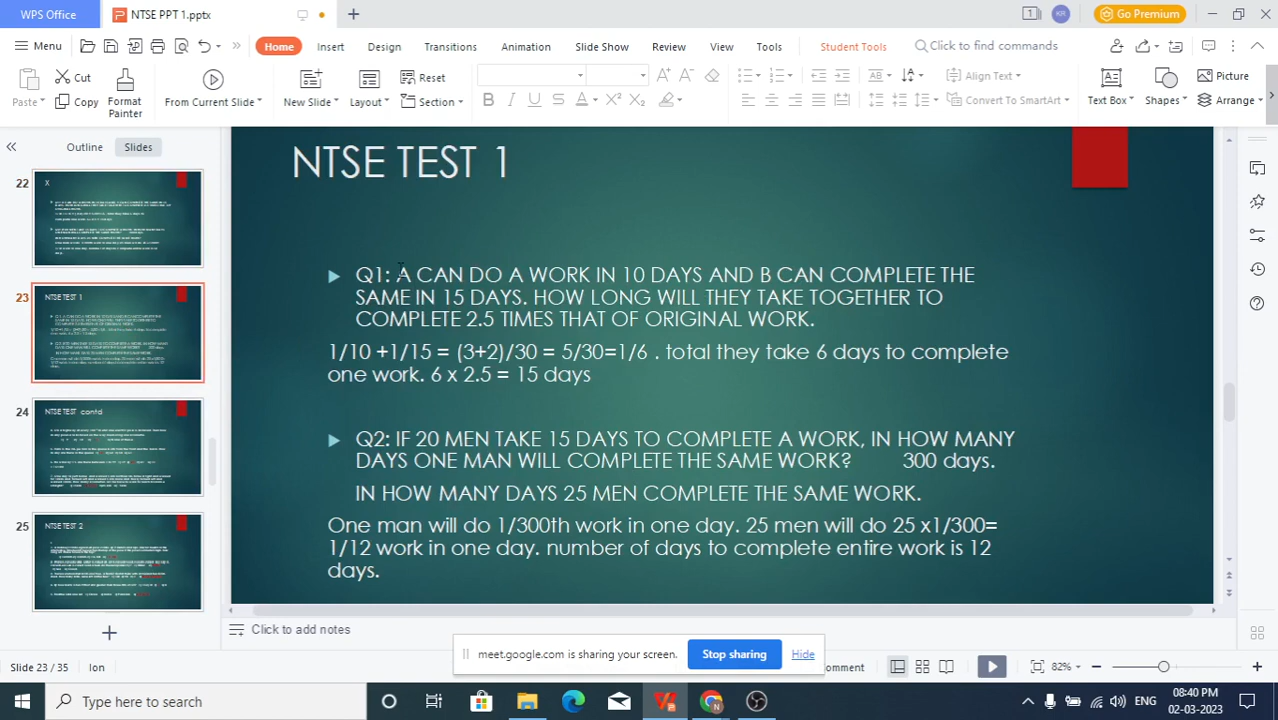 WPS Office
NTSE PPT 1.pptx
1
KR
Go Premium
Menu
Home
Insert
Design
Transitions
Animation
Slide Show
Review
View
Tools
Student Tools
Click to find commands
Paste
Cut
Copy
Format Painter
From Current Slide
New Slide
Layout
Reset
Section
B I U S A X² X₂
AB
Align Text
Convert To SmartArt
Text Box
Shapes
Picture
Arrange
Outline
Slides
22
X
23
NTSE TEST 1
24
NTSE TEST contd
25
NTSE TEST 2
NTSE TEST 1
Q1: A CAN DO A WORK IN 10 DAYS AND B CAN COMPLETE THE
SAME IN 15 DAYS. HOW LONG WILL THEY TAKE TOGETHER TO
COMPLETE 2.5 TIMES THAT OF ORIGINAL WORK.
1/10 +1/15 = (3+2)/30 = 5/30=1/6 . total they take 6 days to complete
one work. 6 x 2.5 = 15 days
Q2: IF 20 MEN TAKE 15 DAYS TO COMPLETE A WORK, IN HOW MANY
DAYS ONE MAN WILL COMPLETE THE SAME WORK? 300 days.
IN HOW MANY DAYS 25 MEN COMPLETE THE SAME WORK.
One man will do 1/300th work in one day. 25 men will do 25 x1/300=
1/12 work in one day. number of days to complete entire work is 12
days.
Click to add notes
meet.google.com is sharing your screen.
Stop sharing
Hide
Slide 23 / 35
Ion
omment
82%
Type here to search
ENG
08:40 PM
02-03-2023